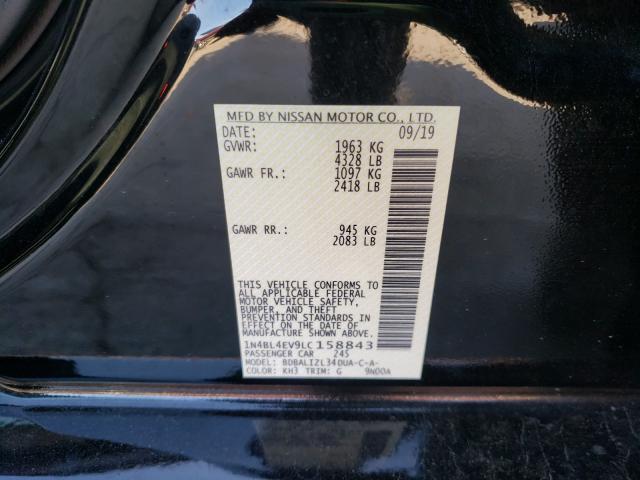 MFD BY NISSAN MOTOR CO., LTD.
DATE: 09/19
GVWR: 1963 KG
4328 LB
GAWR FR.: 1097 KG
2418 LB
GAWR RR.: 945 KG
2083 LB
THIS VEHICLE CONFORMS TO
ALL APPLICABLE FEDERAL
MOTOR VEHICLE SAFETY,
BUMPER, AND THEFT
PREVENTION STANDARDS IN
EFFECT ON THE DATE OF
MANUFACTURE SHOWN ABOVE.
1N4BL4EV9LC158843
PASSENGER CAR 245
MODEL: BDBALIZL34DUA-C-A-
COLOR: KH3 TRIM: G 9N00A